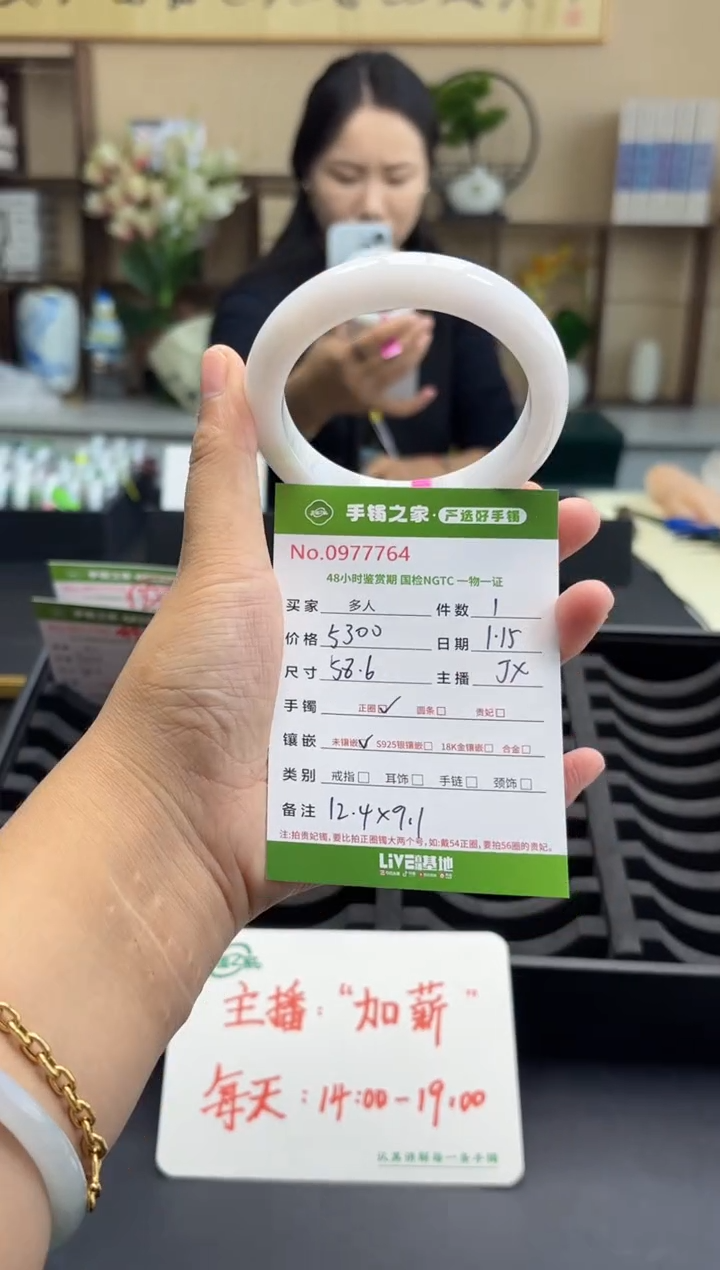 手镯之家·严选好手镯
No.0977764
48小时鉴赏期 国检NGTC 一物一证
买家 多人 件数 1
价格 5300 日期 1·15
尺寸 58.6 主播 JX
手镯 正圈☑ 圆条□ 贵妃□
镶嵌 未镶嵌☑ S925银镶嵌□ 18K金镶嵌□ 合金□
类别 戒指□ 耳饰□ 手链□ 颈饰□
备注 12.4×9.1
注:拍贵妃镯,要比拍正圈镯大两个号,如:戴54正圈,要拍56圈的贵妃。
LIVE 基地
主播:“加薪”
每天:14:00-19:00